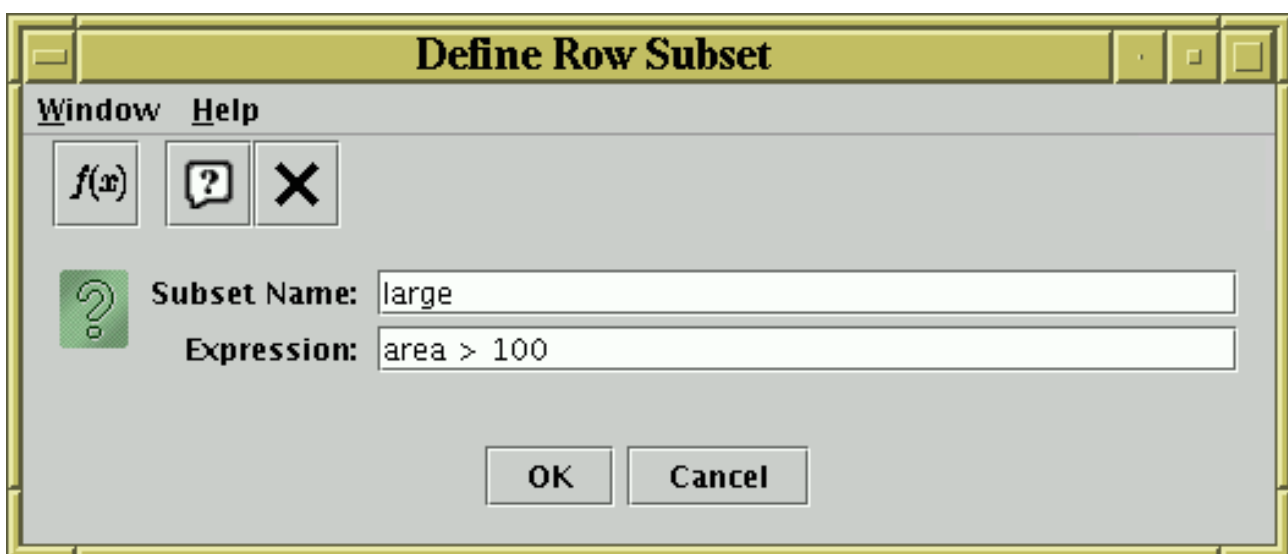 Define Row Subset
Window Help
f(x) ?
Subset Name: large
Expression: area > 100
OK Cancel